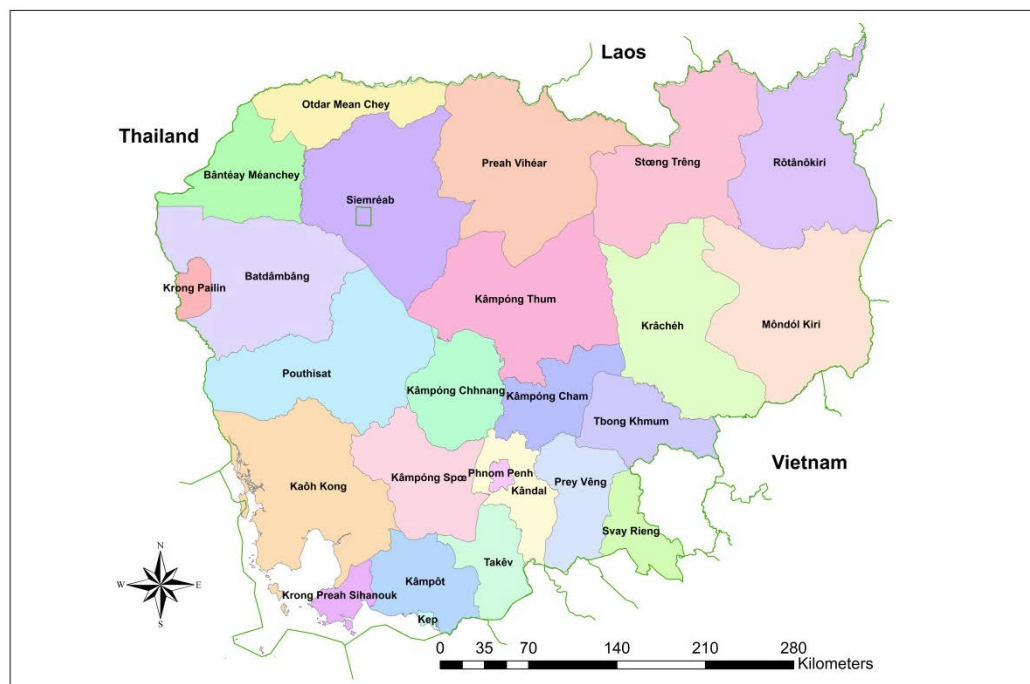 Laos
Otdar Mean Chey
Thailand
Preah Vihéar
Stœng Trêng
Rôtânôkiri
Bântéay Méanchey
Siemréab
Batdâmbâng
Krong Pailin
Kâmpóng Thum
Krâchéh
Môndól Kiri
Pouthisat
Kâmpóng Chhnang
Kâmpóng Cham
Tbong Khmum
Vietnam
Kaôh Kong
Kâmpóng Spœ
Phnom Penh
Kândal
Prey Vêng
Svay Rieng
Takêv
Kâmpôt
Krong Preah Sihanouk
Kep
N
W E
S
0 35 70 140 210 280
Kilometers